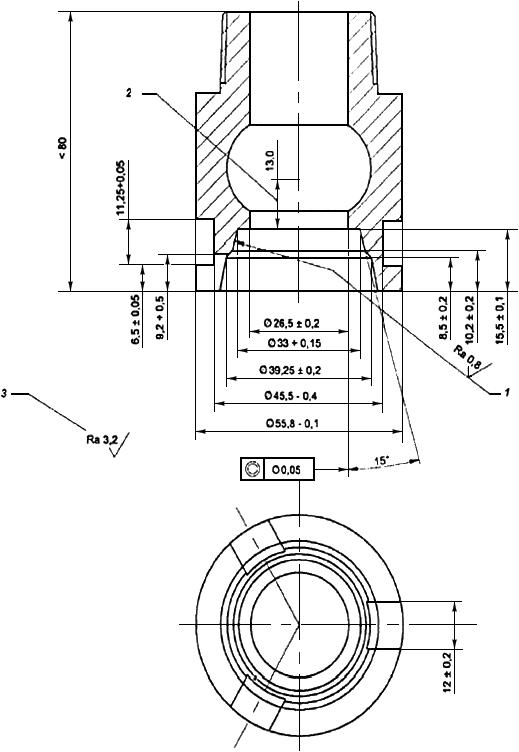 2
< 80
13,0
11,25+0,05
6,5 ± 0,05
9,2 + 0,5
8,5 ± 0,2
10,2 ± 0,2
15,5 ± 0,1
Ø 26,5 ± 0,2
Ø 33 + 0,15
Ø 39,25 ± 0,2
Ø 45,5 - 0,4
Ø 55,8 - 0,1
Ra 0,8
1
3
Ra 3,2
Ø 0,05
15°
12 ± 0,2